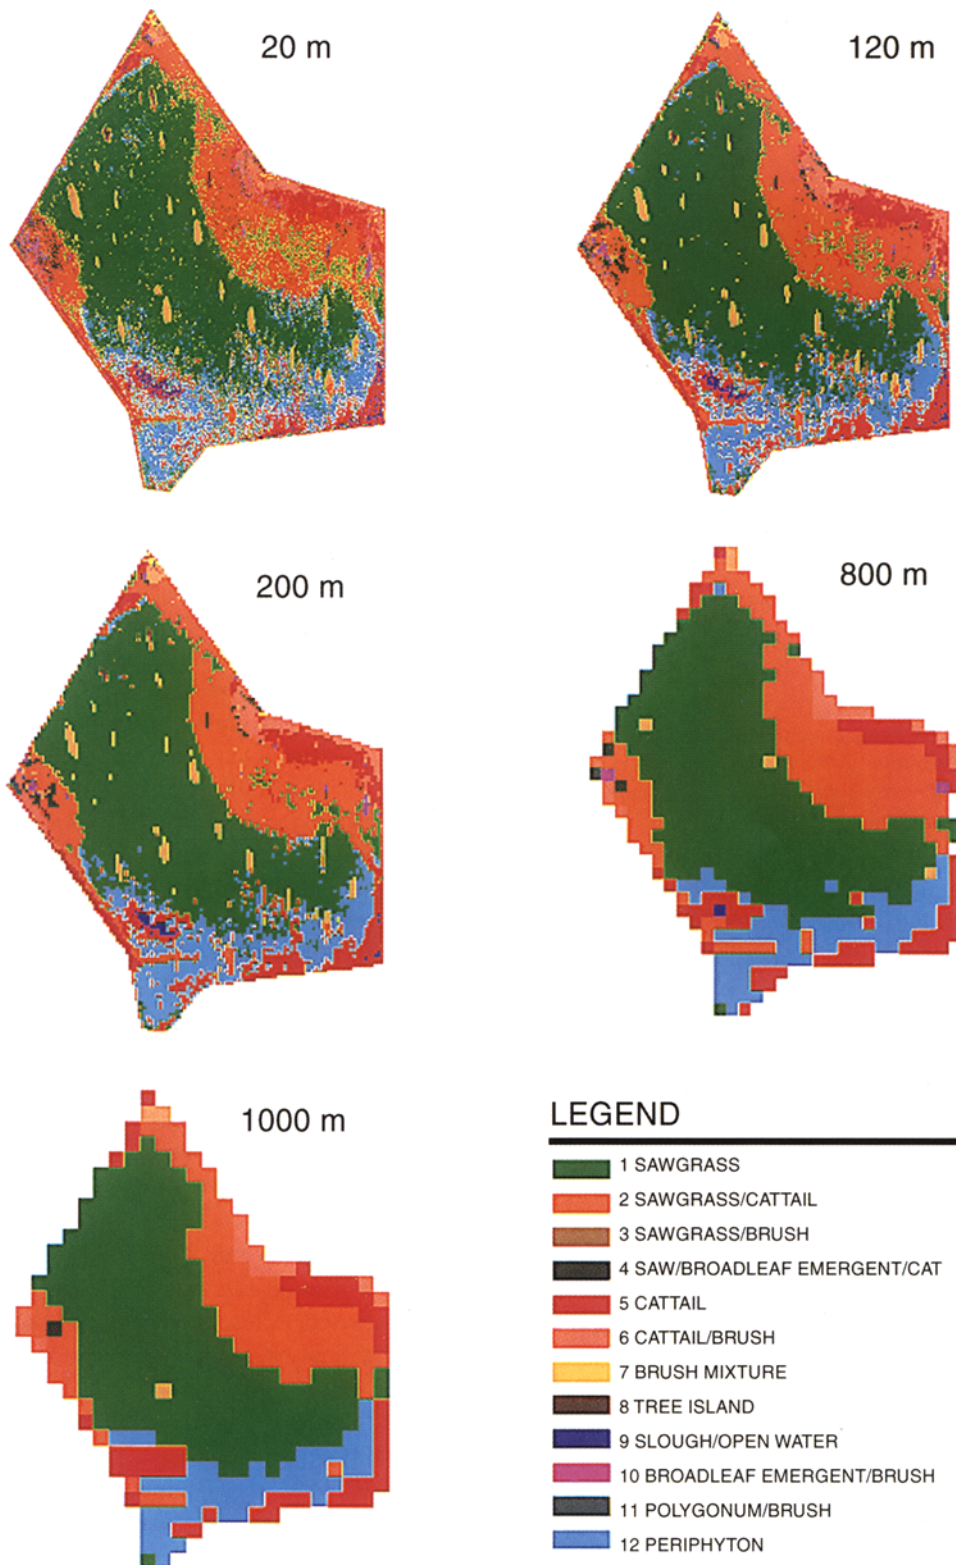 20 m
120 m
200 m
800 m
1000 m
LEGEND
1 SAWGRASS
2 SAWGRASS/CATTAIL
3 SAWGRASS/BRUSH
4 SAW/BROADLEAF EMERGENT/CAT
5 CATTAIL
6 CATTAIL/BRUSH
7 BRUSH MIXTURE
8 TREE ISLAND
9 SLOUGH/OPEN WATER
10 BROADLEAF EMERGENT/BRUSH
11 POLYGONUM/BRUSH
12 PERIPHYTON